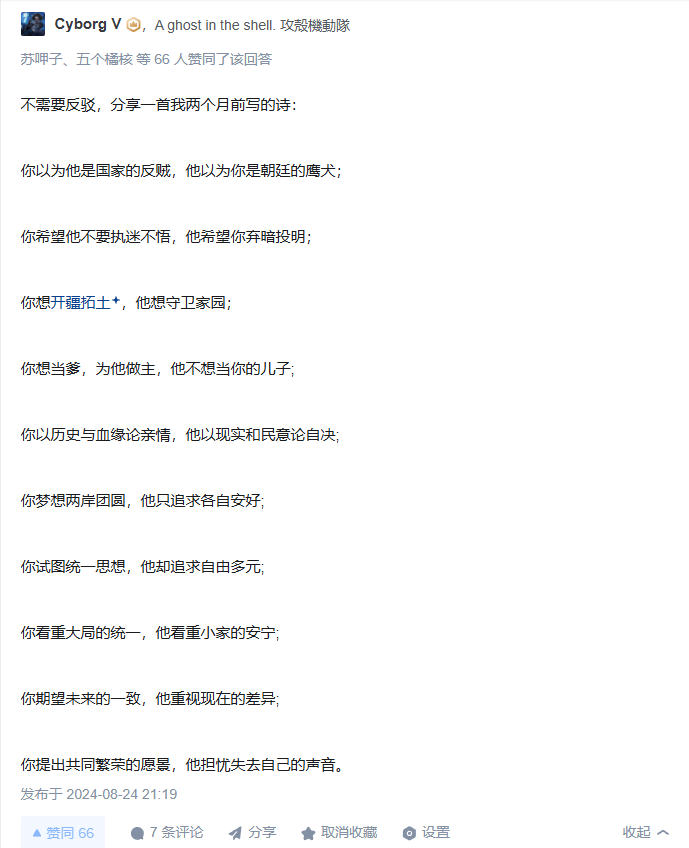 Cyborg V, A ghost in the shell. 攻殼機動隊
苏呷子、五个橘核 等 66 人赞同了该回答
不需要反驳，分享一首我两个月前写的诗：
你以为他是国家的反贼，他以为你是朝廷的鹰犬；
你希望他不要执迷不悟，他希望你弃暗投明；
你想开疆拓土，他想守卫家园；
你想当爹，为他做主，他不想当你的儿子;
你以历史与血缘论亲情，他以现实和民意论自决;
你梦想两岸团圆，他只追求各自安好;
你试图统一思想，他却追求自由多元;
你看重大局的统一，他看重小家的安宁;
你期望未来的一致，他重视现在的差异;
你提出共同繁荣的愿景，他担忧失去自己的声音。
发布于 2024-08-24 21:19
赞同 66 7 条评论 分享 取消收藏 设置 收起